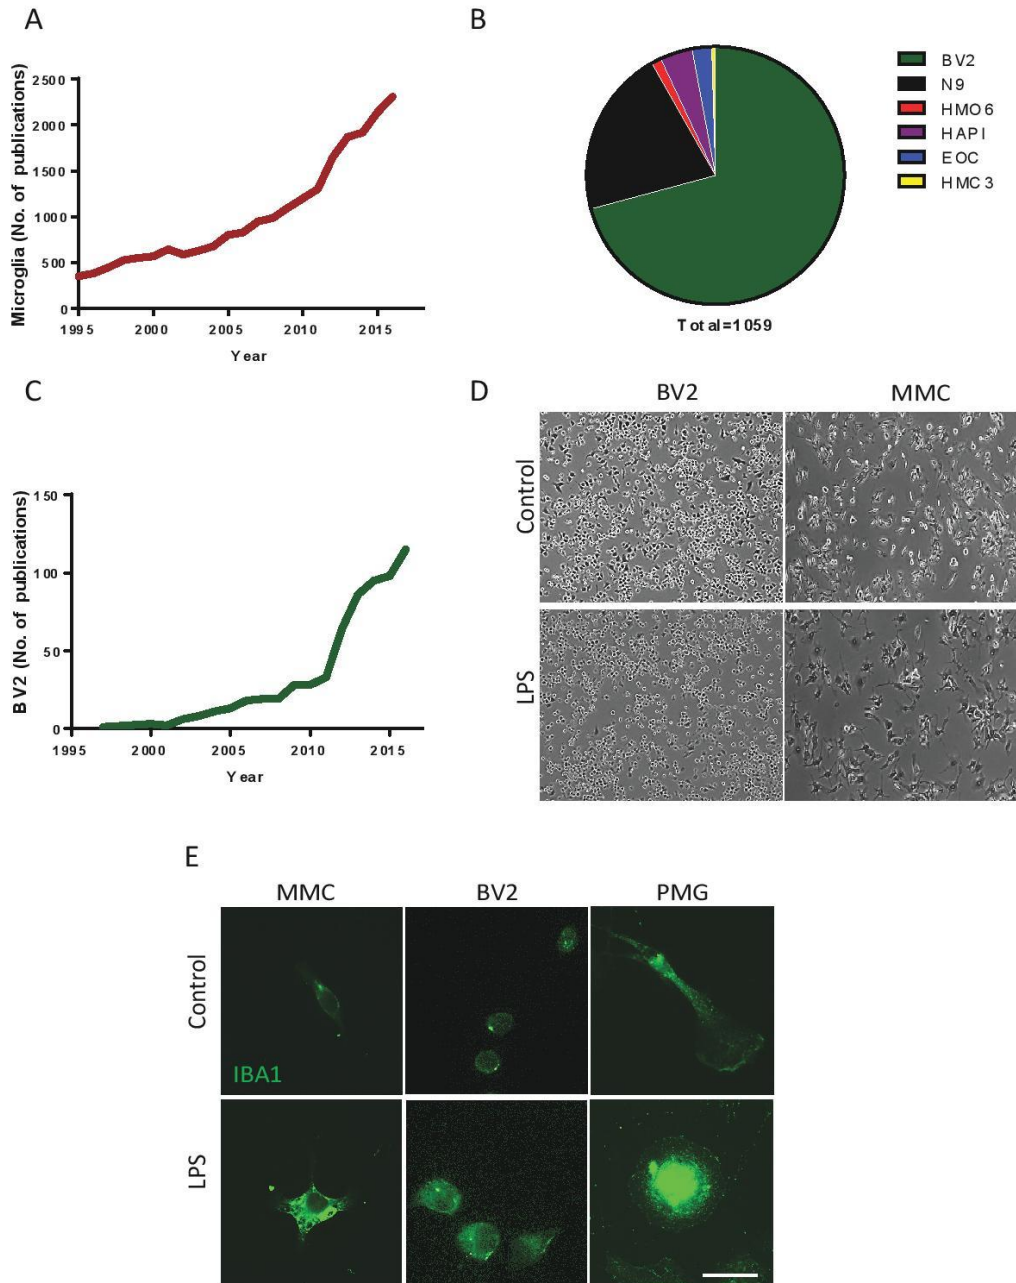 A
Microglia (No. of publications)
2500
2000
1500
1000
500
0
1995 2000 2005 2010 2015
Year
B
BV2
N9
HMO6
HAPI
EOC
HMC3
Total=1059
C
BV2 (No. of publications)
150
100
50
0
1995 2000 2005 2010 2015
Year
D
BV2 MMC
Control
LPS
E
MMC BV2 PMG
Control
IBA1
LPS